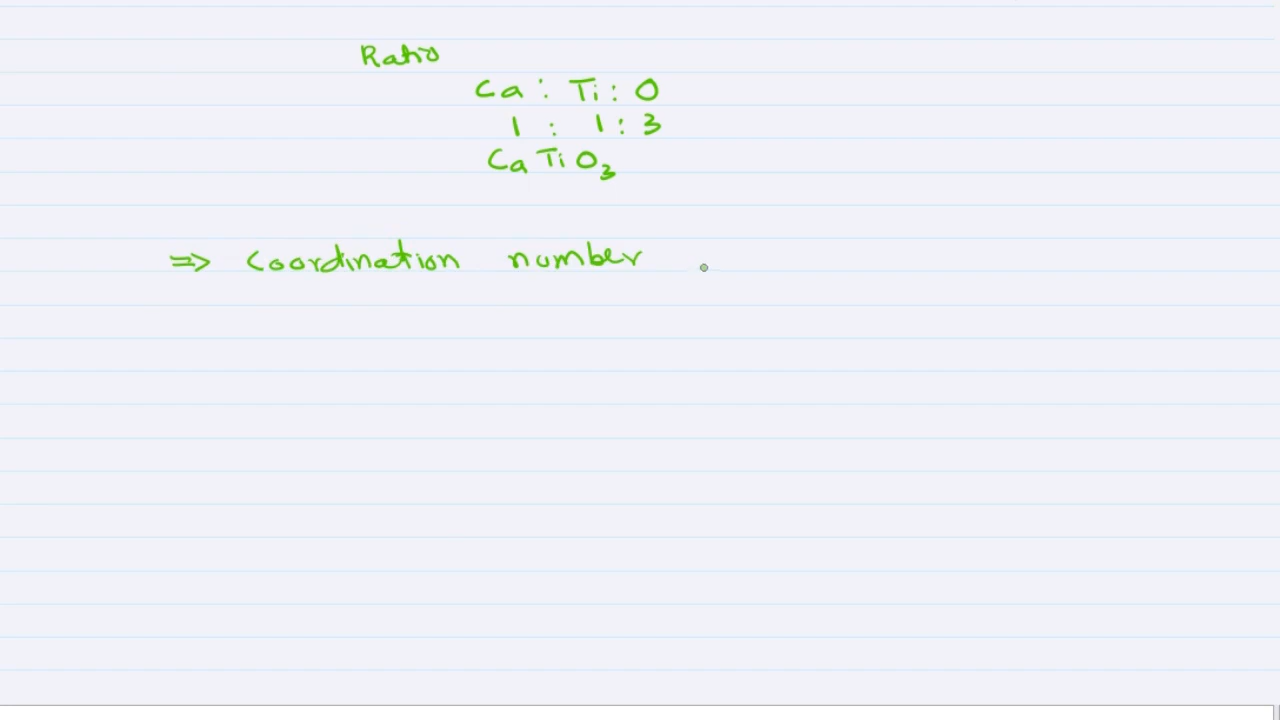 Ratio
Ca : Ti : O
1 : 1 : 3
CaTiO₃
⇒ Coordination number